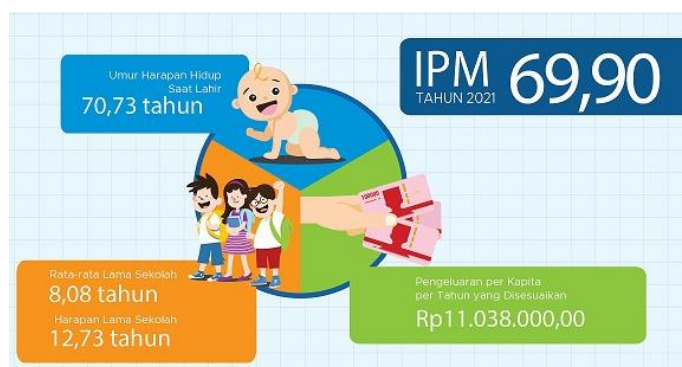 Umur Harapan Hidup
Saat Lahir
70,73 tahun
IPM
TAHUN 2021
69,90
Rata-rata Lama Sekolah
8,08 tahun
Harapan Lama Sekolah
12,73 tahun
Pengeluaran per Kapita
per Tahun yang Disesuaikan
Rp11.038.000,00